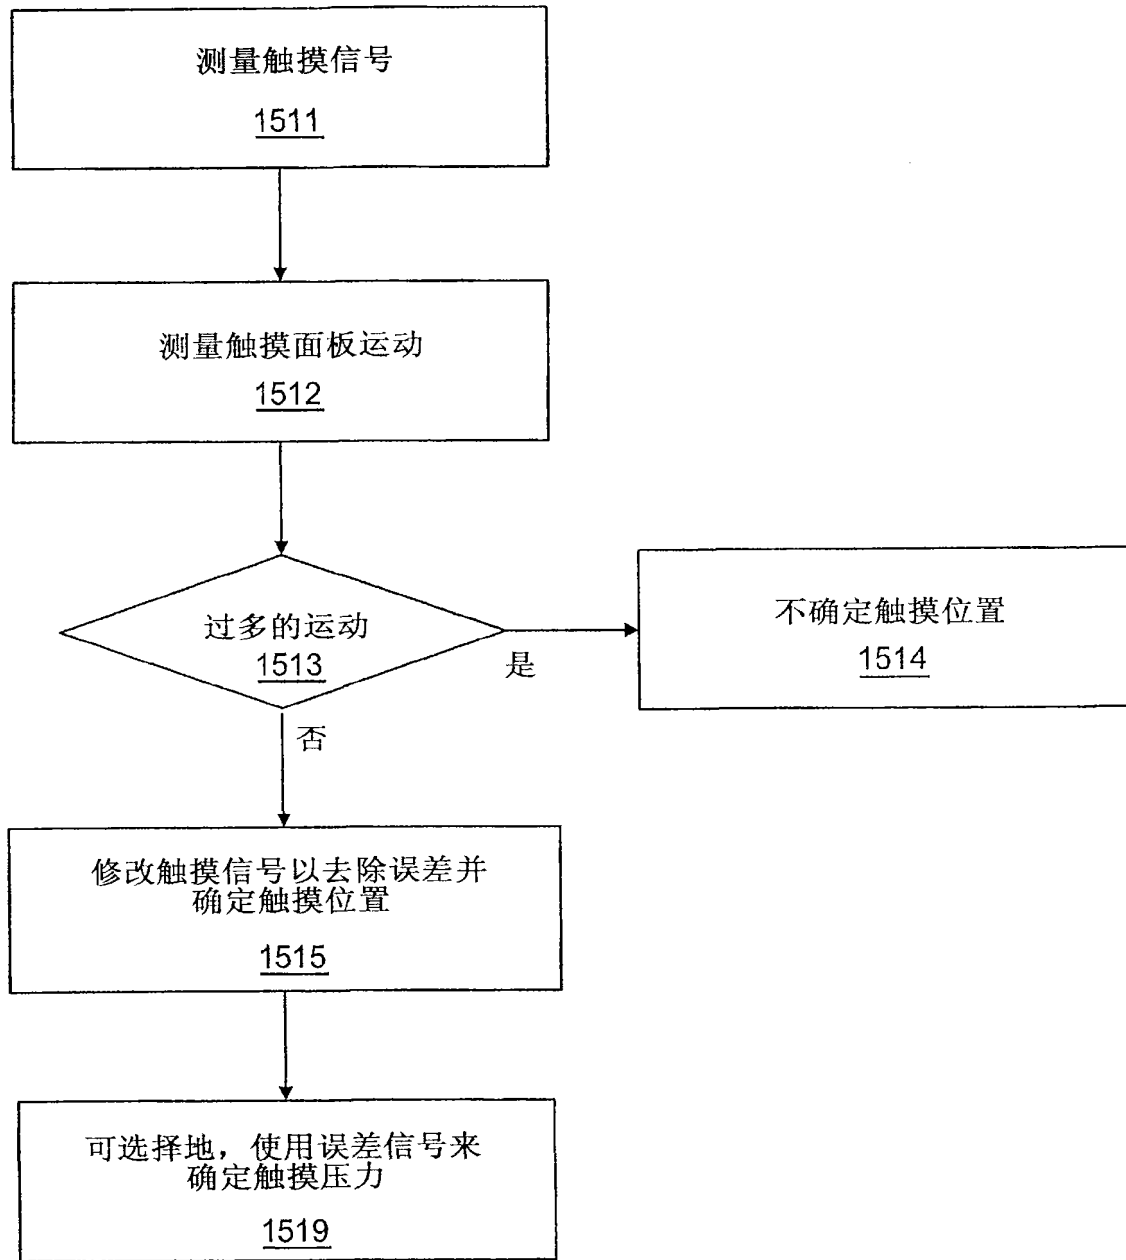 测量触摸信号
1511
测量触摸面板运动
1512
过多的运动
1513
是
不确定触摸位置
1514
否
修改触摸信号以去除误差并
确定触摸位置
1515
可选择地，使用误差信号来
确定触摸压力
1519